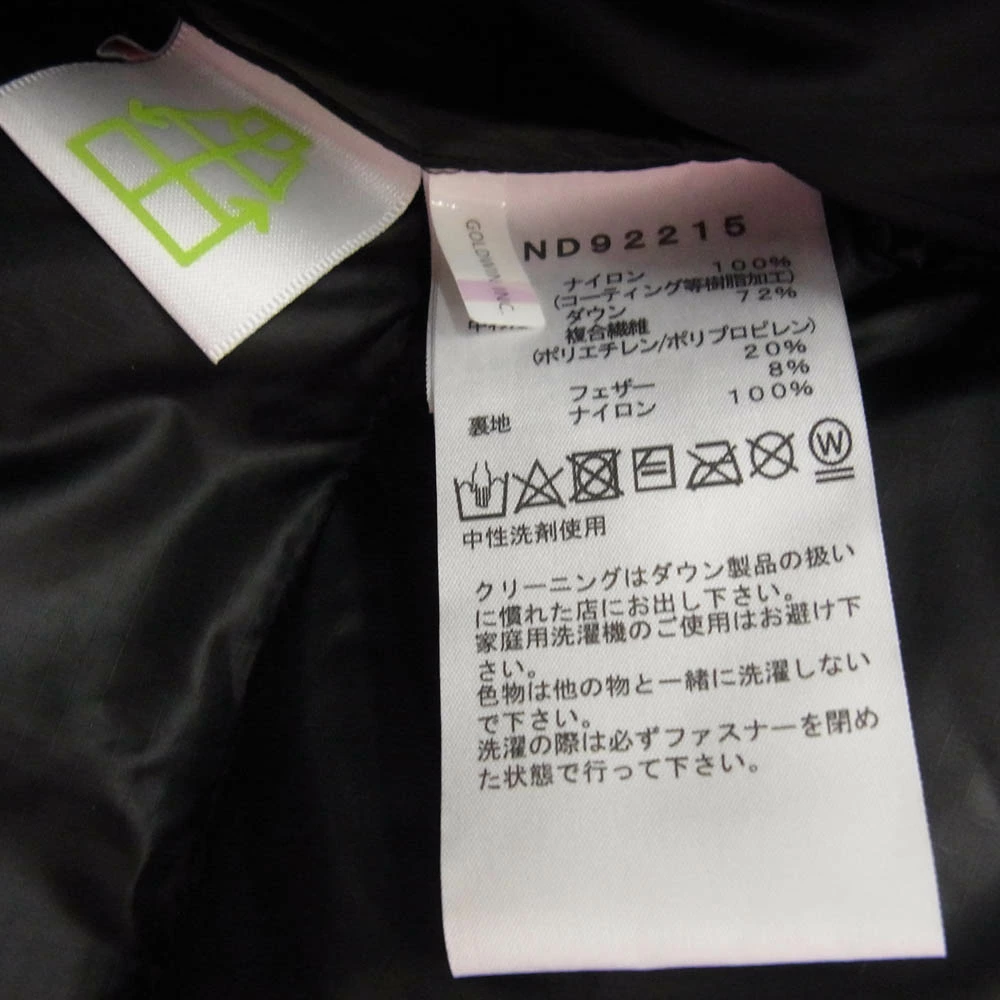 GOLDWIN INC.
ND92215
ナイロン 100%
(コーティング等樹脂加工)
ダウン 72%
複合繊維
(ポリエチレン/ポリプロピレン)
20%
フェザー 8%
裏地 ナイロン 100%
W
中性洗剤使用
クリーニングはダウン製品の扱い
に慣れた店にお出し下さい。
家庭用洗濯機のご使用はお避け下
さい。
色物は他の物と一緒に洗濯しない
で下さい。
洗濯の際は必ずファスナーを閉め
た状態で行って下さい。